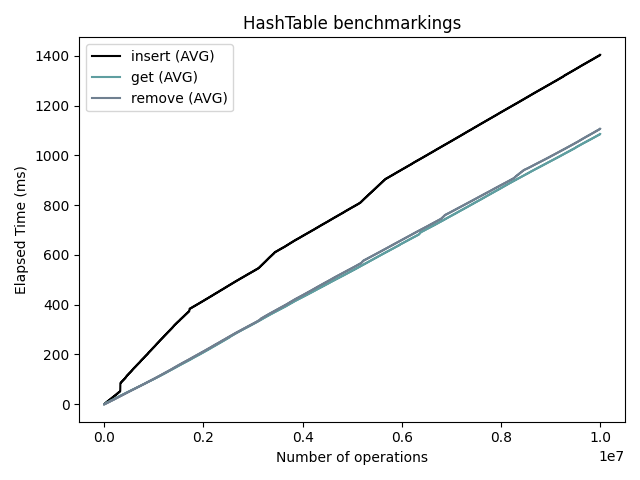 HashTable benchmarkings
insert (AVG)
get (AVG)
remove (AVG)
Elapsed Time (ms)
1400
1200
1000
800
600
400
200
0
0.0 0.2 0.4 0.6 0.8 1.0
1e7
Number of operations